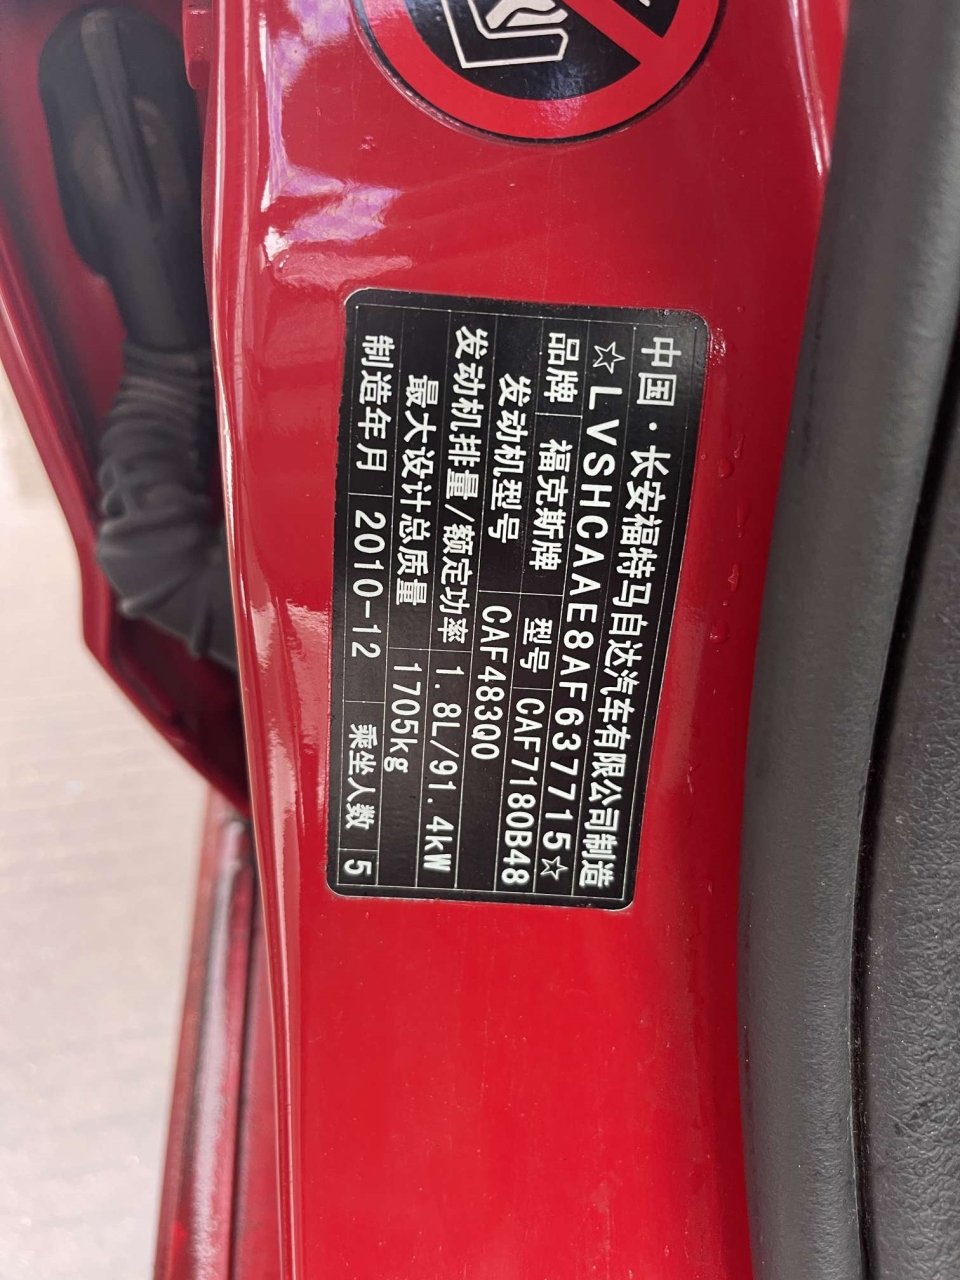 中国·长安福特马自达汽车有限公司制造
☆LVSHCAAE8AF637715☆
品牌 福克斯牌 型号 CAF7180B48
发动机型号 CAF483Q0
发动机排量/额定功率 1.8L/91.4kW
最大设计总质量 1705kg
制造年月 2010-12 乘坐人数 5